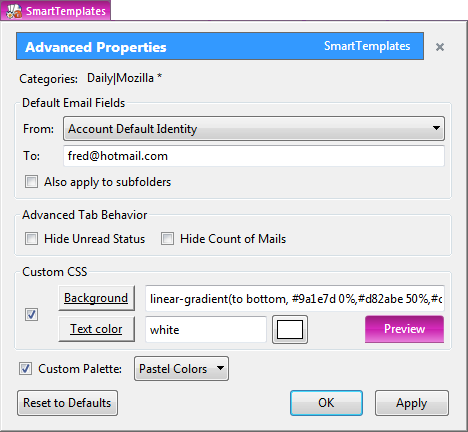 SmartTemplates
Advanced Properties SmartTemplates
Categories: Daily|Mozilla *
Default Email Fields
From: Account Default Identity
To: fred@hotmail.com
Also apply to subfolders
Advanced Tab Behavior
Hide Unread Status Hide Count of Mails
Custom CSS
Background linear-gradient(to bottom, #9a1e7d 0%,#d82abe 50%,#c
Text color white Preview
Custom Palette: Pastel Colors
Reset to Defaults OK Apply